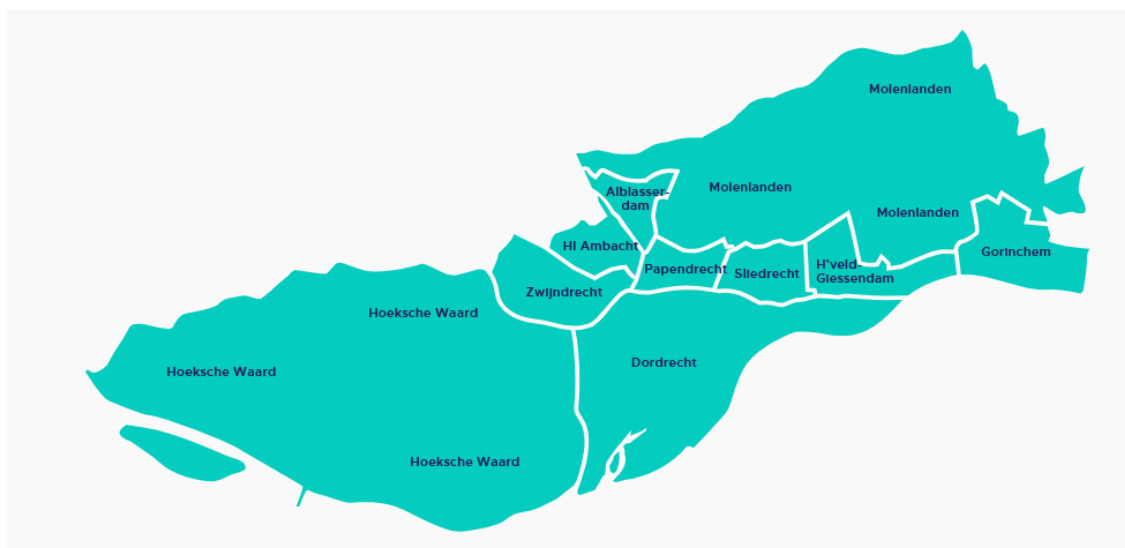 Molenlanden
Molenlanden
Alblasser-
dam
Molenlanden
Hl Ambacht
Gorinchem
Papendrecht
Sliedrecht
H'veld-
Giessendam
Zwijndrecht
Hoeksche Waard
Dordrecht
Hoeksche Waard
Hoeksche Waard